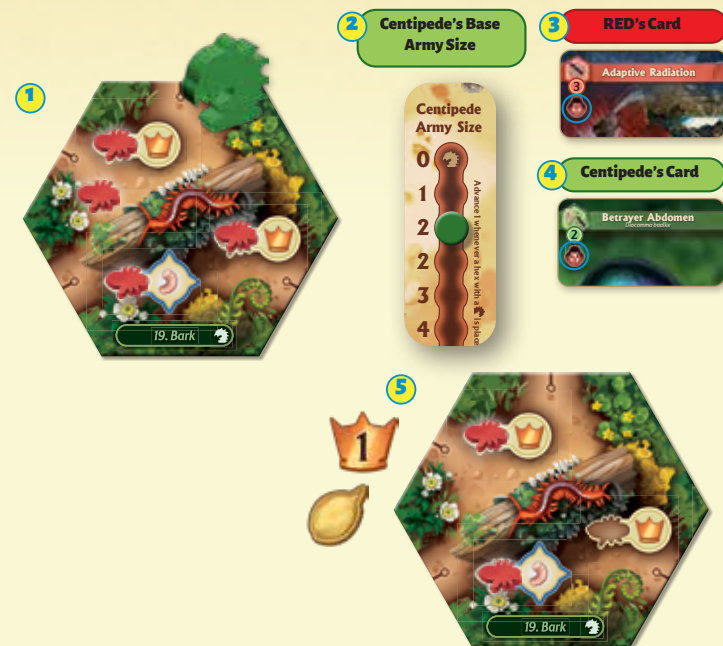 1
19. Bark
2
Centipede's Base
Army Size
Centipede
Army Size
0
1
2
2
3
4
Advance 1 whenever a hex with a
is place
3
RED's Card
Adaptive Radiation
3
4
Centipede's Card
Betrayer Abdomen
2
5
1
19. Bark